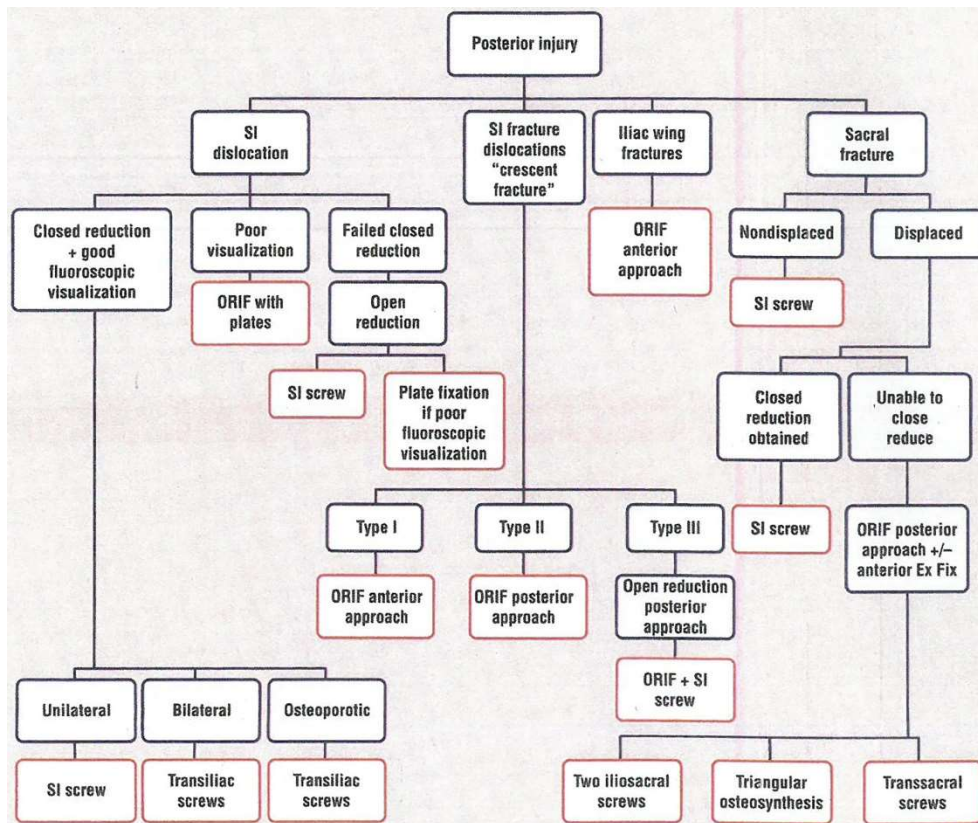 Posterior injury
SI
dislocation
SI fracture
dislocations
“crescent
fracture”
Iliac wing
fractures
Sacral
fracture
Closed reduction
+ good
fluoroscopic
visualization
Poor
visualization
Failed closed
reduction
ORIF
anterior
approach
Nondisplaced
Displaced
ORIF with
plates
Open
reduction
SI screw
SI screw
Plate fixation
if poor
fluoroscopic
visualization
Closed
reduction
obtained
Unable to
close
reduce
Type I
Type II
Type III
SI screw
ORIF posterior
approach +/–
anterior Ex Fix
ORIF anterior
approach
ORIF posterior
approach
Open reduction
posterior
approach
ORIF + SI
screw
Unilateral
Bilateral
Osteoporotic
SI screw
Transiliac
screws
Transiliac
screws
Two iliosacral
screws
Triangular
osteosynthesis
Transsacral
screws